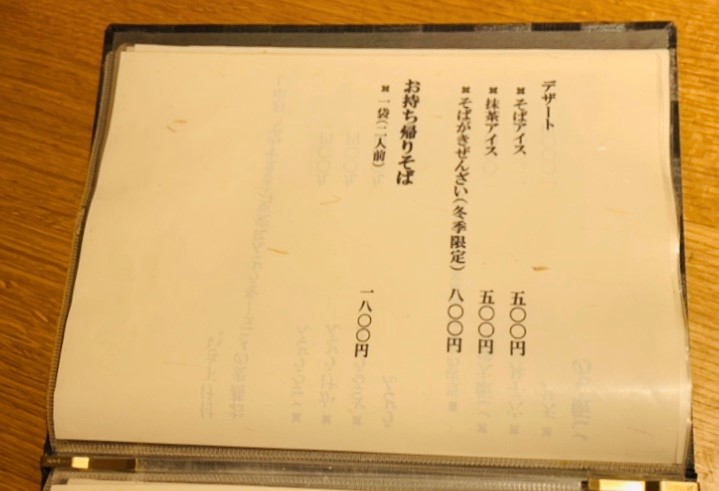 デザート
※ そばアイス 五〇〇円
※ 抹茶アイス 五〇〇円
※ そばがきぜんざい(冬季限定) 八〇〇円
お持ち帰りそば
※ 一袋(二人前) 一八〇〇円